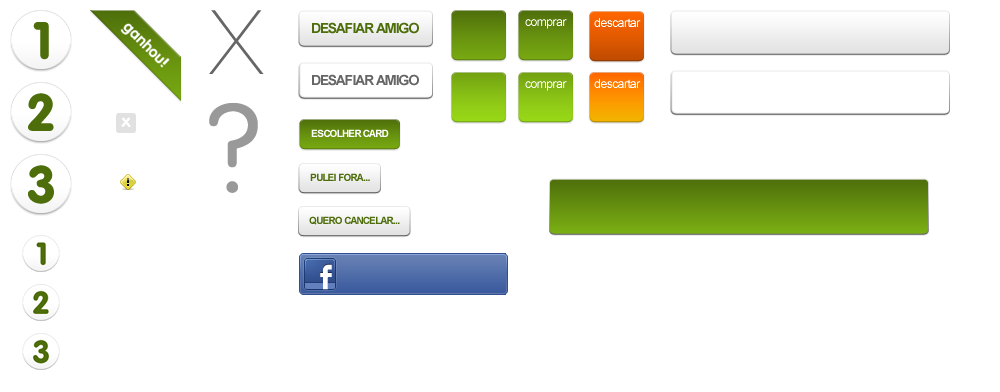 1
ganhou!
2
3
1
2
3
?
DESAFIAR AMIGO
DESAFIAR AMIGO
ESCOLHER CARD
PULEI FORA...
QUERO CANCELAR...
f
comprar
descartar
comprar
descartar